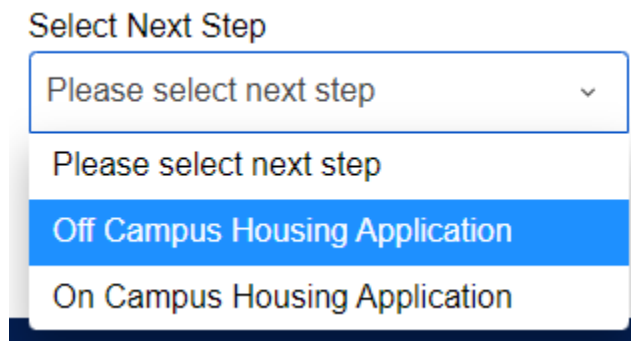 Select Next Step
Please select next step
Please select next step
Off Campus Housing Application
On Campus Housing Application